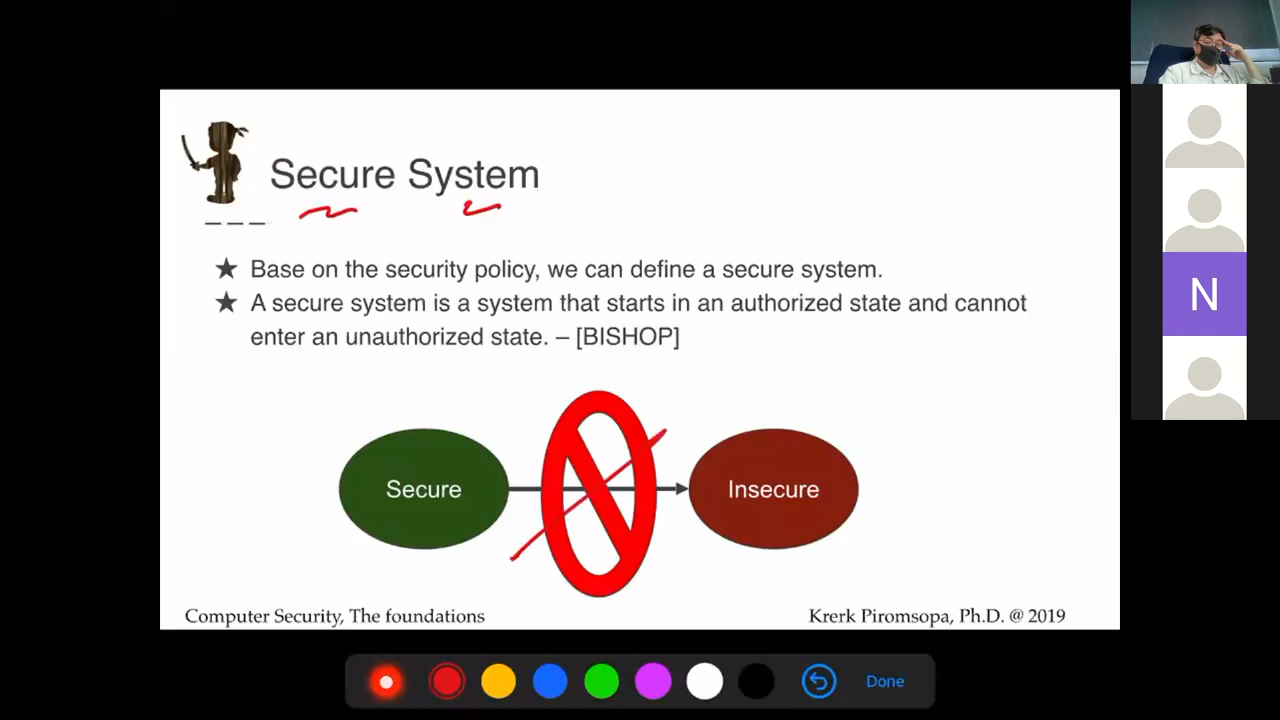 Secure System
Base on the security policy, we can define a secure system.
A secure system is a system that starts in an authorized state and cannot
enter an unauthorized state. – [BISHOP]
Secure
Insecure
Computer Security, The foundations
Krerk Piromsopa, Ph.D. @ 2019
N
Done